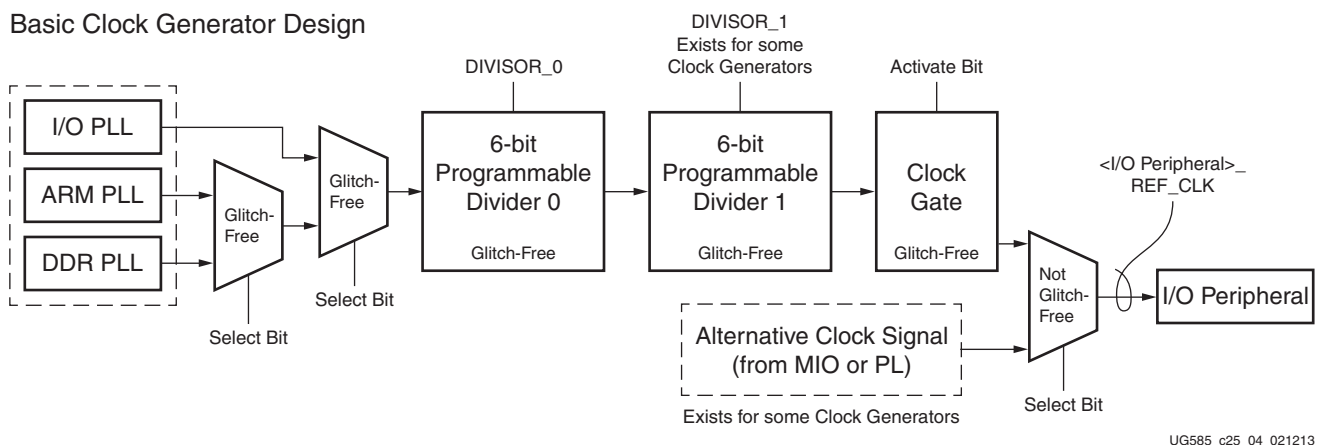 Basic Clock Generator Design
DIVISOR_0
DIVISOR_1
Exists for some
Clock Generators
Activate Bit
I/O PLL
ARM PLL
DDR PLL
Glitch-
Free
Select Bit
Glitch-
Free
Select Bit
6-bit
Programmable
Divider 0
Glitch-Free
6-bit
Programmable
Divider 1
Glitch-Free
Clock
Gate
Glitch-Free
<I/O Peripheral>_
REF_CLK
Not
Glitch-
Free
Select Bit
I/O Peripheral
Alternative Clock Signal
(from MIO or PL)
Exists for some Clock Generators
UG585_c25_04_021213